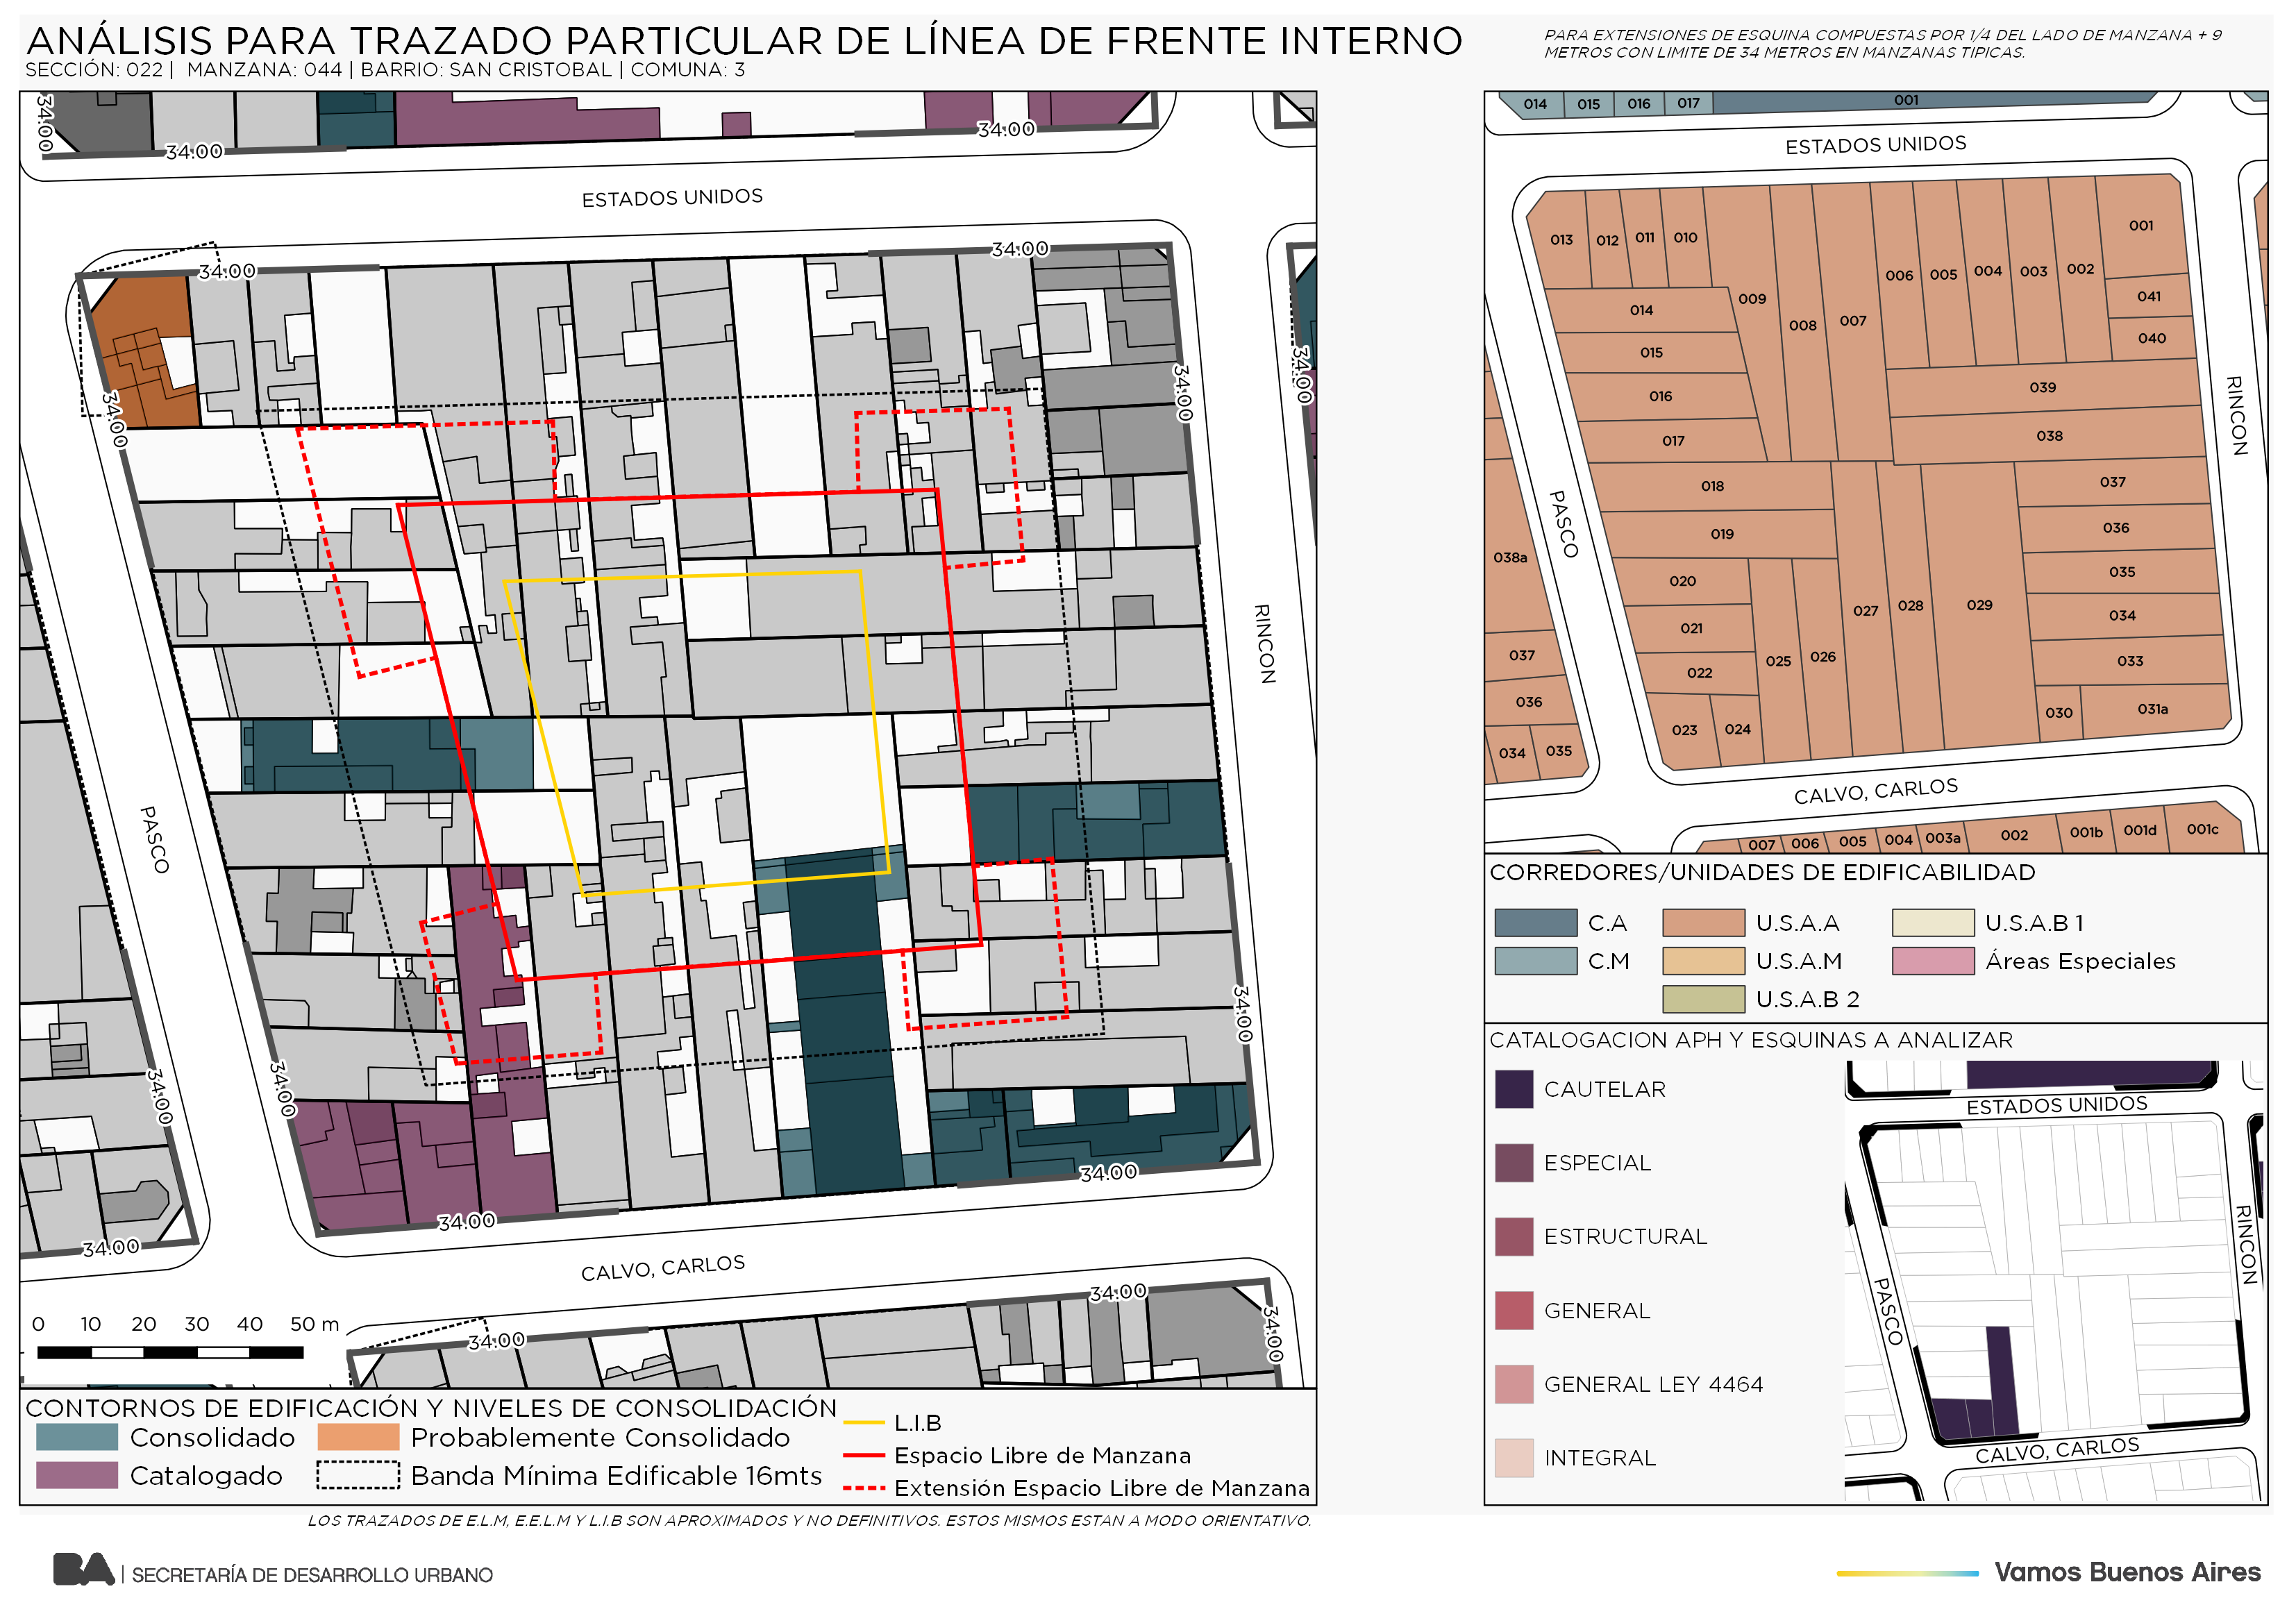 ANÁLISIS PARA TRAZADO PARTICULAR DE LÍNEA DE FRENTE INTERNO
SECCIÓN: 022 | MANZANA: 044 | BARRIO: SAN CRISTOBAL | COMUNA: 3
PARA EXTENSIONES DE ESQUINA COMPUESTAS POR 1/4 DEL LADO DE MANZANA + 9
METROS CON LIMITE DE 34 METROS EN MANZANAS TIPICAS.
34.00
34.00
34.00
ESTADOS UNIDOS
34.00
34.00
34.00
34.00
34.00
RINCON
PASCO
34.00
34.00
34.00
34.00
34.00
34.00
CALVO, CARLOS
34.00
34.00
34.00
0 10 20 30 40 50 m
CONTORNOS DE EDIFICACIÓN Y NIVELES DE CONSOLIDACIÓN
Consolidado
Probablemente Consolidado
Catalogado
Banda Mínima Edificable 16mts
L.I.B
Espacio Libre de Manzana
Extensión Espacio Libre de Manzana
LOS TRAZADOS DE E.L.M, E.E.L.M Y L.I.B SON APROXIMADOS Y NO DEFINITIVOS. ESTOS MISMOS ESTAN A MODO ORIENTATIVO.
014 015 016 017 001
ESTADOS UNIDOS
013 012 011 010 009 008 007 006 005 004 003 002 001
041
040
014
015
016
017
039
038
018
019
037
036
035
034
033
020
021
022
023 024 025 026 027 028 029 030 031a
038a
037
036
034 035
PASCO
RINCON
CALVO, CARLOS
007 006 005 004 003a 002 001b 001d 001c
CORREDORES/UNIDADES DE EDIFICABILIDAD
C.A
U.S.A.A
U.S.A.B 1
C.M
U.S.A.M
Áreas Especiales
U.S.A.B 2
CATALOGACION APH Y ESQUINAS A ANALIZAR
CAUTELAR
ESPECIAL
ESTRUCTURAL
GENERAL
GENERAL LEY 4464
INTEGRAL
ESTADOS UNIDOS
PASCO
RINCON
CALVO, CARLOS
BA | SECRETARÍA DE DESARROLLO URBANO
Vamos Buenos Aires